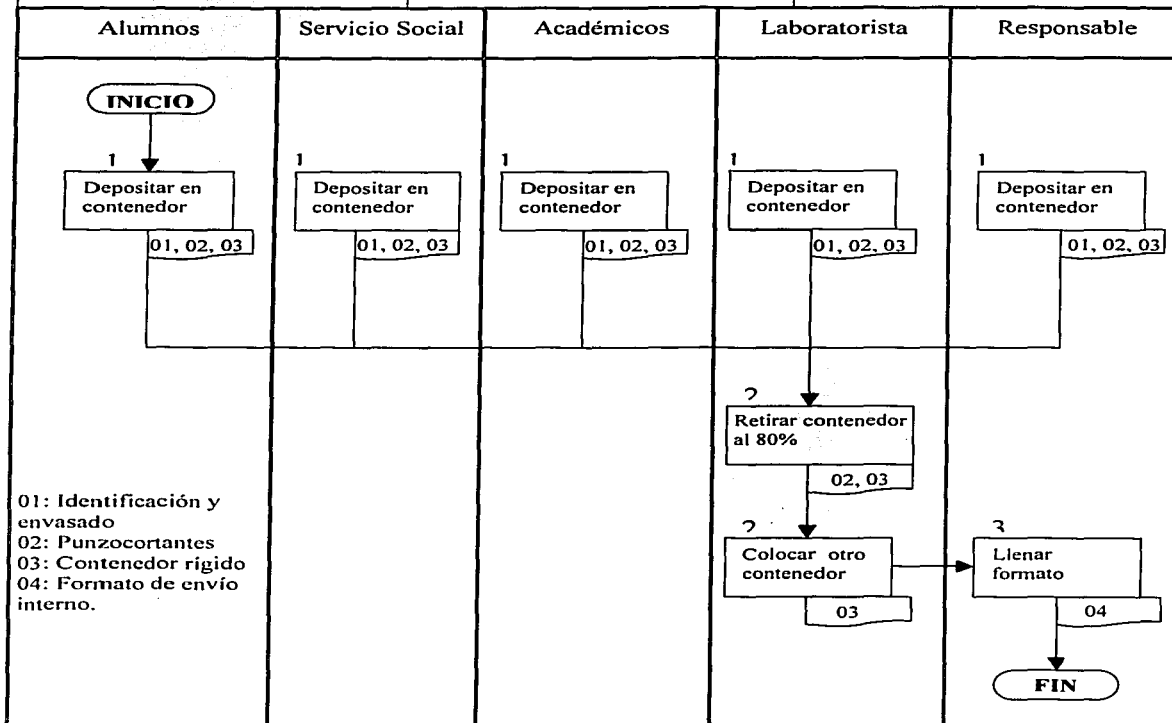 Alumnos
Servicio Social
Académicos
Laboratorista
Responsable
INICIO
1
Depositar en
contenedor
01, 02, 03
1
Depositar en
contenedor
01, 02, 03
1
Depositar en
contenedor
01, 02, 03
1
Depositar en
contenedor
01, 02, 03
1
Depositar en
contenedor
01, 02, 03
2
Retirar contenedor
al 80%
02, 03
2
Colocar otro
contenedor
03
3
Llenar
formato
04
FIN
01: Identificación y
envasado
02: Punzocortantes
03: Contenedor rígido
04: Formato de envío
interno.